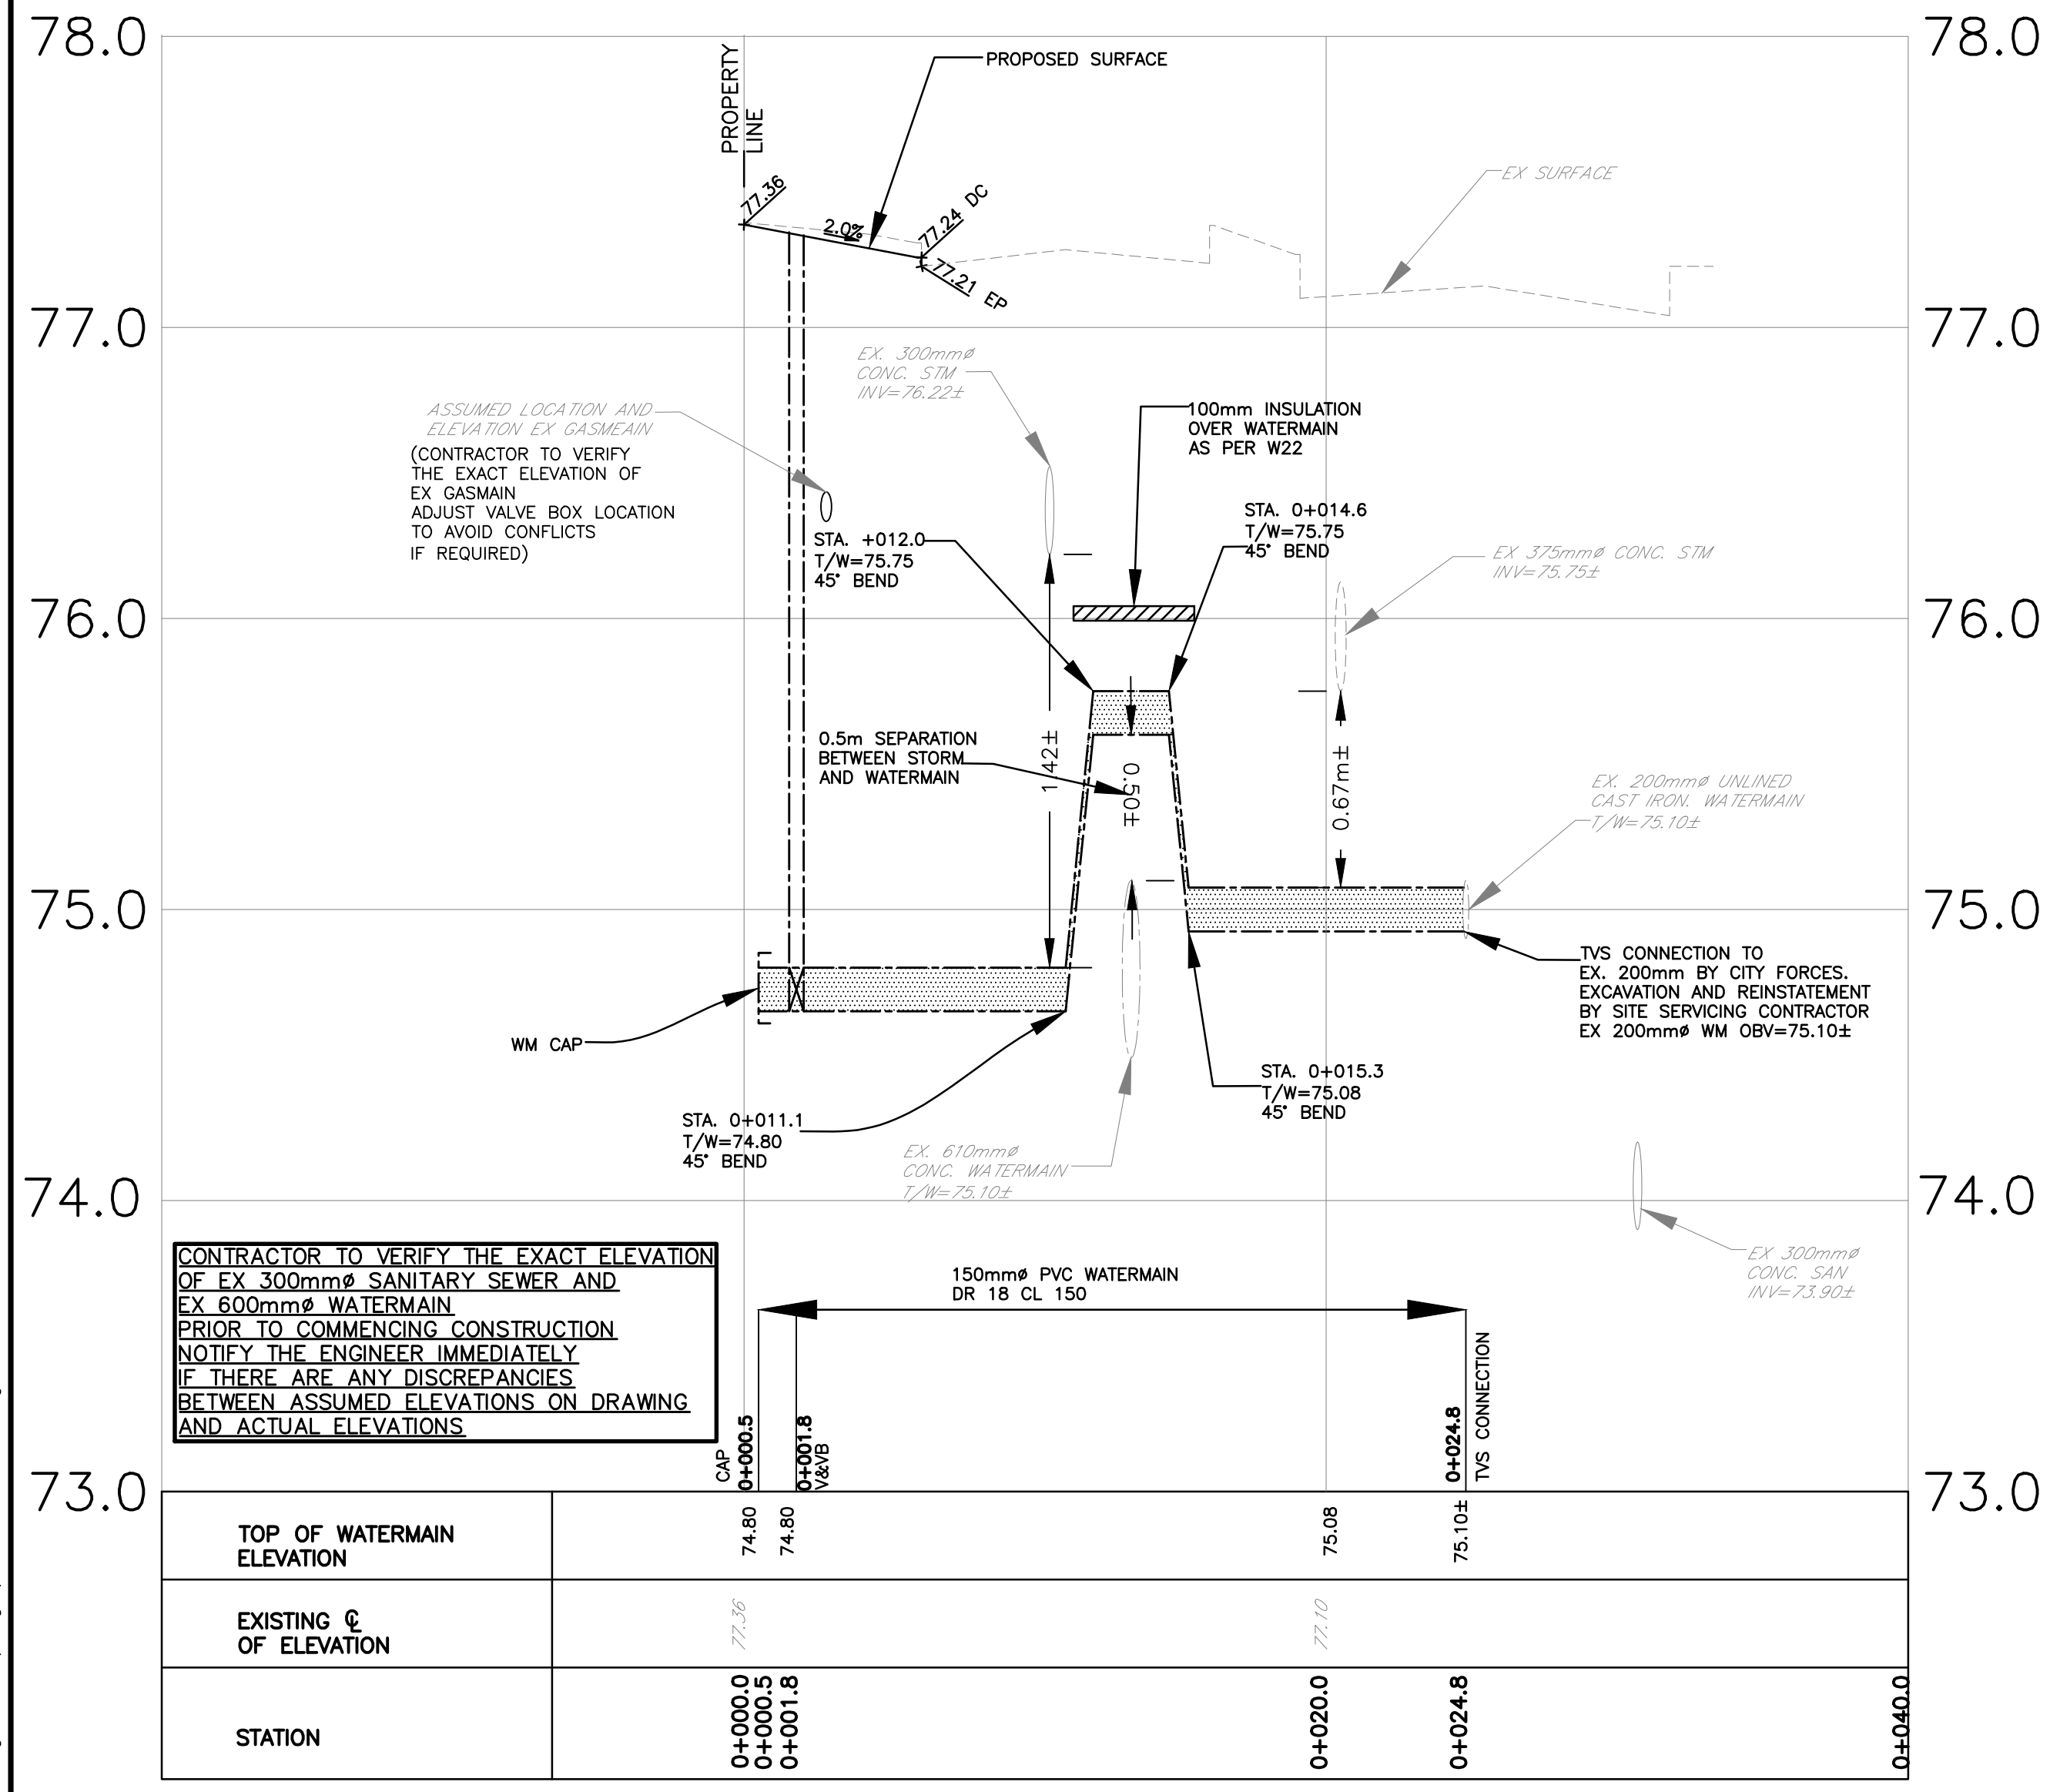 78.0
78.0
PROPERTY
LINE
PROPOSED SURFACE
EX SURFACE
77.36
2.0%
77.24 DC
77.21 EP
77.0
77.0
EX. 300mmø
CONC. STM
INV=76.22±
ASSUMED LOCATION AND
ELEVATION EX GASMEAIN
(CONTRACTOR TO VERIFY
THE EXACT ELEVATION OF
EX GASMAIN
ADJUST VALVE BOX LOCATION
TO AVOID CONFLICTS
IF REQUIRED)
100mm INSULATION
OVER WATERMAIN
AS PER W22
STA. +012.0
T/W=75.75
45° BEND
STA. 0+014.6
T/W=75.75
45° BEND
EX 375mmø CONC. STM
INV=75.75±
76.0
76.0
0.5m SEPARATION
BETWEEN STORM
AND WATERMAIN
1.42±
0.50±
0.67m±
EX. 200mmø UNLINED
CAST IRON. WATERMAIN
T/W=75.10±
75.0
75.0
TVS CONNECTION TO
EX. 200mm BY CITY FORCES.
EXCAVATION AND REINSTATEMENT
BY SITE SERVICING CONTRACTOR
EX 200mmø WM OBV=75.10±
WM CAP
STA. 0+015.3
T/W=75.08
45° BEND
STA. 0+011.1
T/W=74.80
45° BEND
EX. 610mmø
CONC. WATERMAIN
T/W=75.10±
74.0
74.0
EX 300mmø
CONC. SAN
INV=73.90±
CONTRACTOR TO VERIFY THE EXACT ELEVATION
OF EX 300mmø SANITARY SEWER AND
EX 600mmø WATERMAIN
PRIOR TO COMMENCING CONSTRUCTION
NOTIFY THE ENGINEER IMMEDIATELY
IF THERE ARE ANY DISCREPANCIES
BETWEEN ASSUMED ELEVATIONS ON DRAWING
AND ACTUAL ELEVATIONS
150mmø PVC WATERMAIN
DR 18 CL 150
CAP
0+000.5
0+001.8
V&VB
0+024.8
TVS CONNECTION
73.0
73.0
TOP OF WATERMAIN
ELEVATION
74.80
74.80
75.08
75.10±
EXISTING ℄
OF ELEVATION
77.36
77.10
STATION
0+000.0
0+000.5
0+001.8
0+020.0
0+024.8
0+040.0